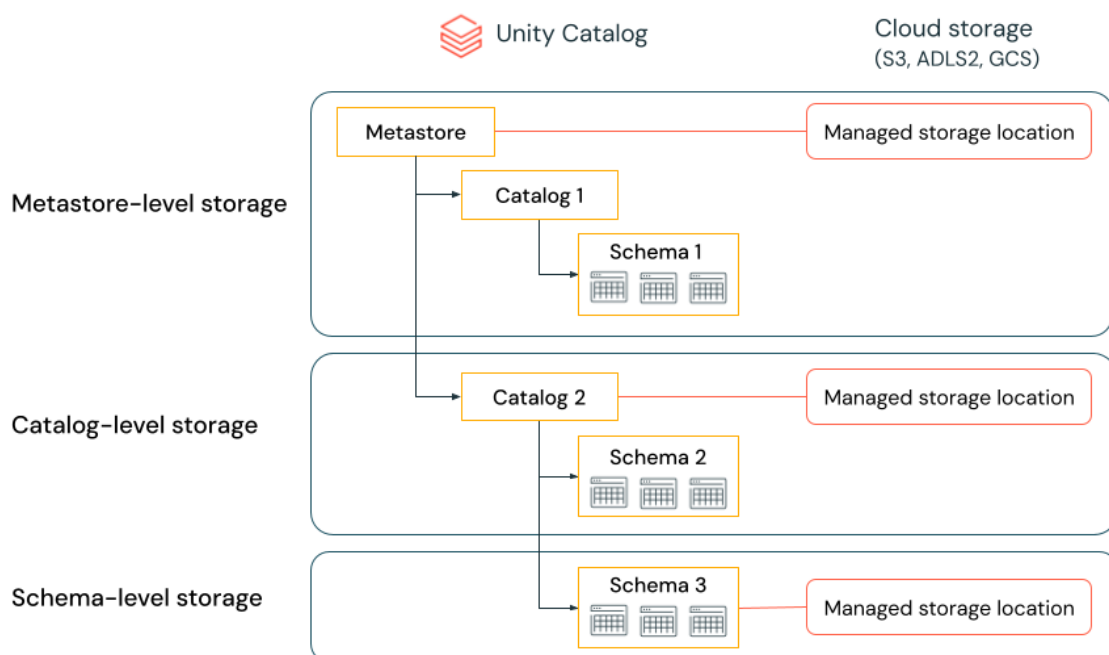 Unity Catalog
Cloud storage
(S3, ADLS2, GCS)
Metastore-level storage
Metastore
Managed storage location
Catalog 1
Schema 1
Catalog-level storage
Catalog 2
Managed storage location
Schema 2
Schema-level storage
Schema 3
Managed storage location